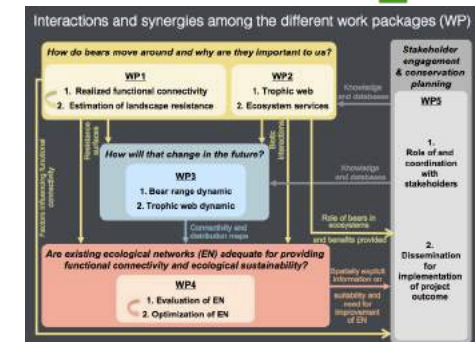 Interactions and synergies among the different work packages (WP)
How do bears move around and why are they important to us?
WP1
1. Realized functional connectivity
2. Estimation of landscape resistance
WP2
1. Trophic web
2. Ecosystem services
Stakeholder
engagement
& conservation
planning
WP5
1.
Role of and
coordination
with
stakeholders
2.
Dissemination
for
implementation
of project
outcome
Knowledge
and databases
Factors influencing functional
connectivity
Resistance
surfaces
Biotic
interactions
How will that change in the future?
WP3
1. Bear range dynamic
2. Trophic web dynamic
Knowledge
and databases
Connectivity and
distribution maps
Role of bears in
ecosystems
and benefits provided
Are existing ecological networks (EN) adequate for providing
functional connectivity and ecological sustainability?
WP4
1. Evaluation of EN
2. Optimization of EN
Spatially explicit
information on
suitability and
need for
improvement
of EN